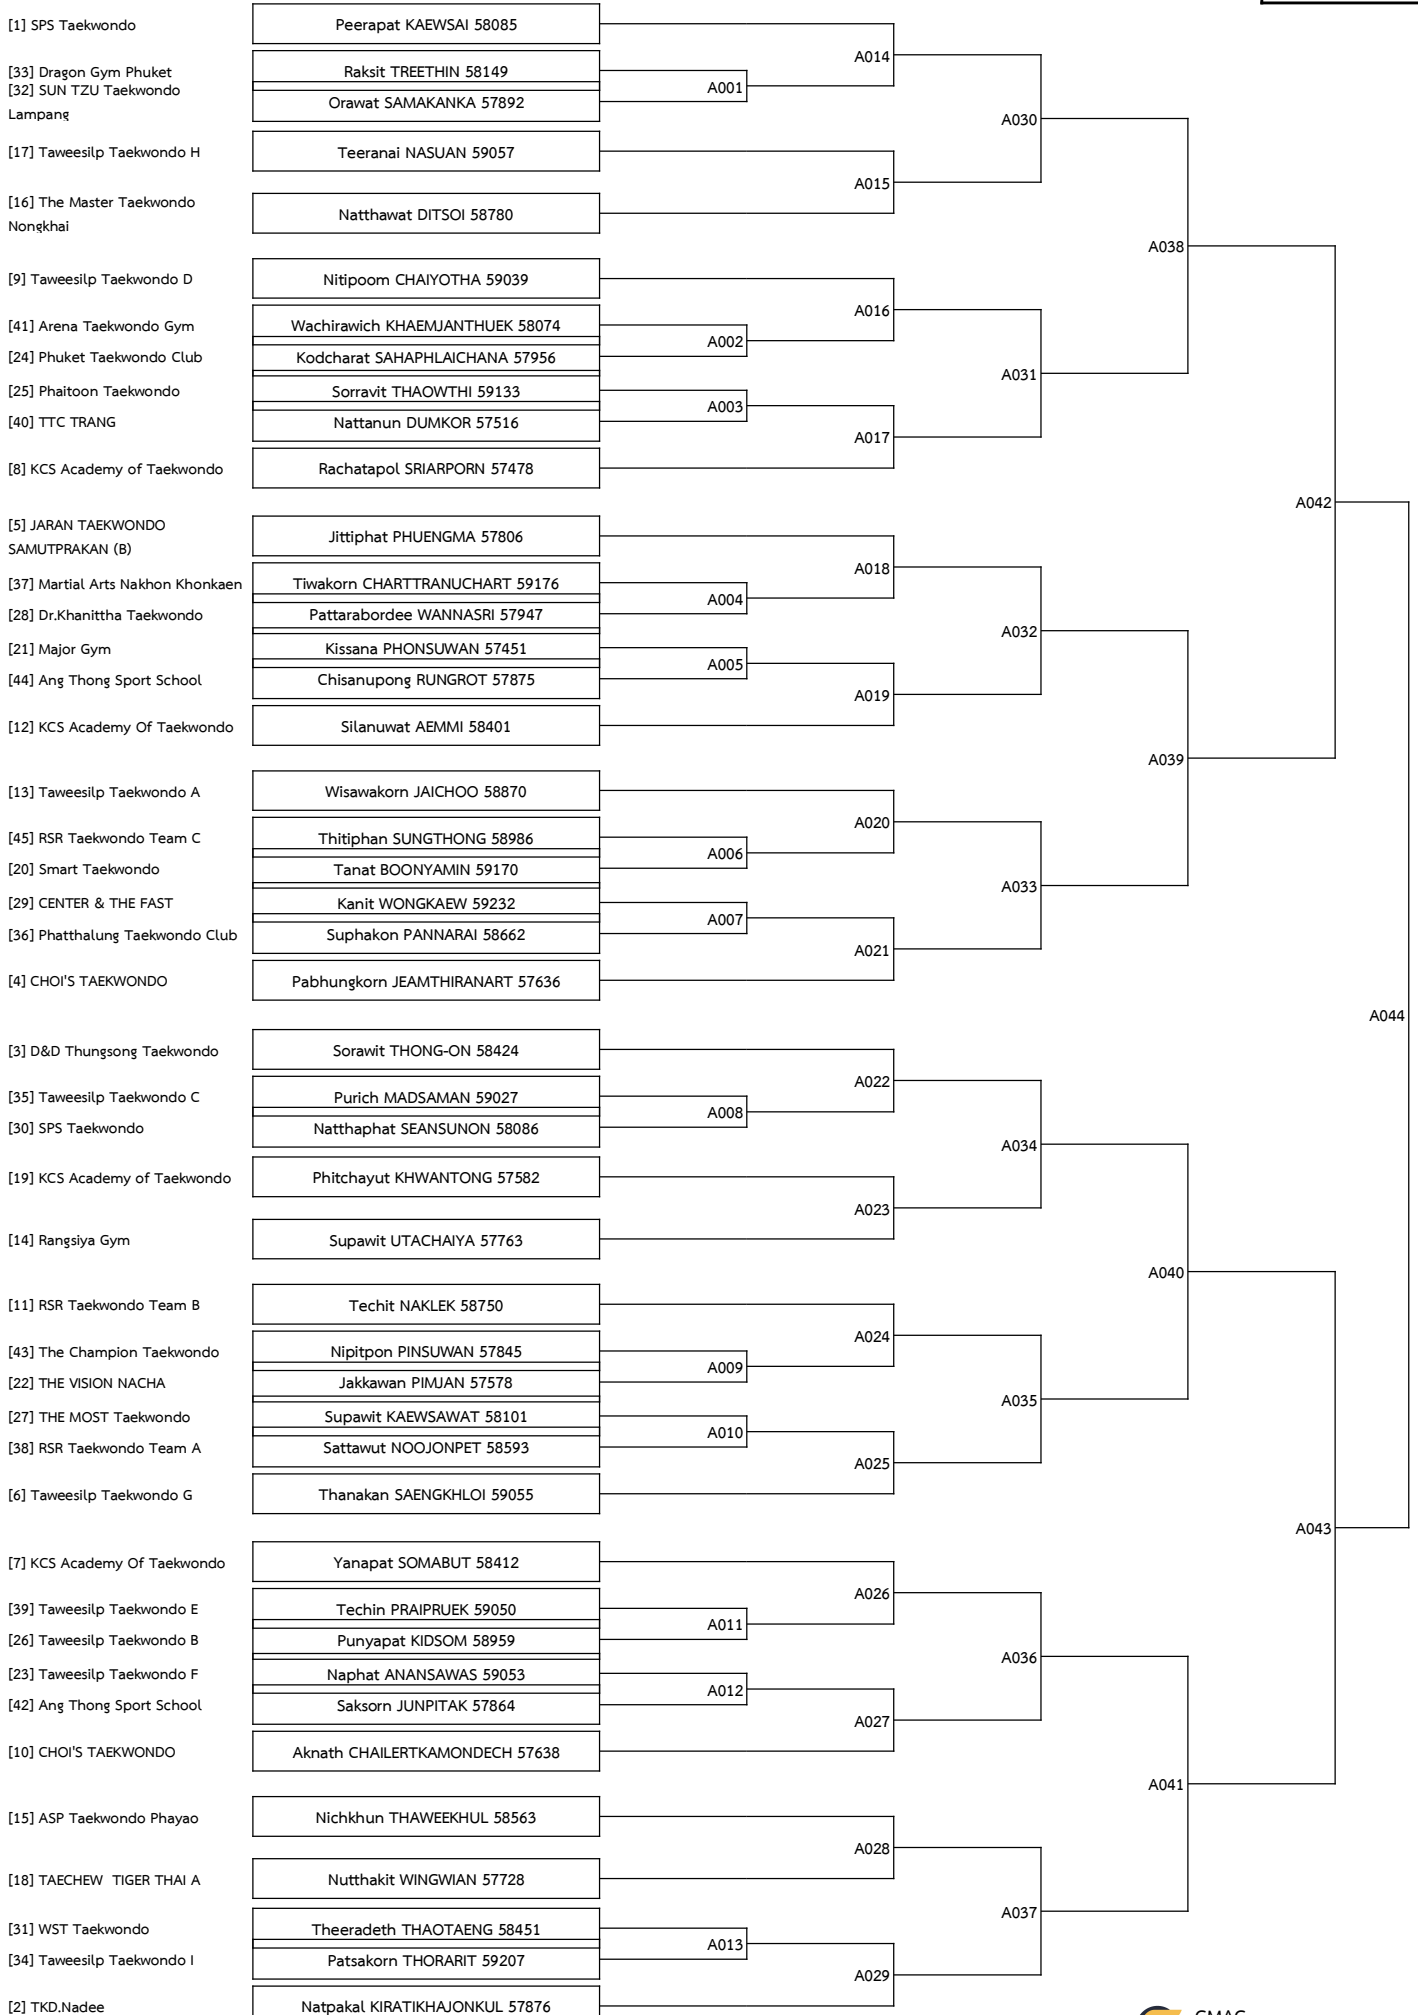 [1] SPS Taekwondo Peerapat KAEWSAI 58085
A014
[33] Dragon Gym Phuket Raksit TREETHIN 58149
A001
[32] SUN TZU Taekwondo
Lampang
Orawat SAMAKANKA 57892
A030
[17] Taweesilp Taekwondo H Teeranai NASUAN 59057
A015
[16] The Master Taekwondo
Nongkhai
Natthawat DITSOI 58780
A038
[9] Taweesilp Taekwondo D Nitipoom CHAIYOTHA 59039
A016
[41] Arena Taekwondo Gym Wachirawich KHAEMJANTHUEK 58074
A002
[24] Phuket Taekwondo Club Kodcharat SAHAPHLAICHANA 57956
A031
[25] Phaitoon Taekwondo Sorravit THAOWTHI 59133
A003
[40] TTC TRANG Nattanun DUMKOR 57516
A017
[8] KCS Academy of Taekwondo Rachatapol SRIARPORN 57478
A042
[5] JARAN TAEKWONDO
SAMUTPRAKAN (B)
Jittiphat PHUENGMA 57806
A018
[37] Martial Arts Nakhon Khonkaen Tiwakorn CHARTTRANUCHART 59176
A004
[28] Dr.Khanittha Taekwondo Pattarabordee WANNASRI 57947
A032
[21] Major Gym Kissana PHONSUWAN 57451
A005
[44] Ang Thong Sport School Chisanupong RUNGROT 57875
A019
[12] KCS Academy Of Taekwondo Silanuwat AEMMI 58401
A039
[13] Taweesilp Taekwondo A Wisawakorn JAICHOO 58870
A020
[45] RSR Taekwondo Team C Thitiphan SUNGTHONG 58986
A006
[20] Smart Taekwondo Tanat BOONYAMIN 59170
A033
[29] CENTER & THE FAST Kanit WONGKAEW 59232
A007
[36] Phatthalung Taekwondo Club Suphakon PANNARAI 58662
A021
[4] CHOI'S TAEKWONDO Pabhungkorn JEAMTHIRANART 57636
A044
[3] D&D Thungsong Taekwondo Sorawit THONG-ON 58424
A022
[35] Taweesilp Taekwondo C Purich MADSAMAN 59027
A008
[30] SPS Taekwondo Natthaphat SEANSUNON 58086
A034
[19] KCS Academy of Taekwondo Phitchayut KHWANTONG 57582
A023
[14] Rangsiya Gym Supawit UTACHAIYA 57763
A040
[11] RSR Taekwondo Team B Techit NAKLEK 58750
A024
[43] The Champion Taekwondo Nipitpon PINSUWAN 57845
A009
[22] THE VISION NACHA Jakkawan PIMJAN 57578
A035
[27] THE MOST Taekwondo Supawit KAEWSAWAT 58101
A010
[38] RSR Taekwondo Team A Sattawut NOOJONPET 58593
A025
[6] Taweesilp Taekwondo G Thanakan SAENGKHLOI 59055
A043
[7] KCS Academy Of Taekwondo Yanapat SOMABUT 58412
A026
[39] Taweesilp Taekwondo E Techin PRAIPRUEK 59050
A011
[26] Taweesilp Taekwondo B Punyapat KIDSOM 58959
A036
[23] Taweesilp Taekwondo F Naphat ANANSAWAS 59053
A012
[42] Ang Thong Sport School Saksorn JUNPITAK 57864
A027
[10] CHOI'S TAEKWONDO Aknath CHAILERTKAMONDECH 57638
A041
[15] ASP Taekwondo Phayao Nichkhun THAWEEKHUL 58563
A028
[18] TAECHEW TIGER THAI A Nutthakit WINGWIAN 57728
A037
[31] WST Taekwondo Theeradeth THAOTAENG 58451
A013
[34] Taweesilp Taekwondo I Patsakorn THORARIT 59207
A029
[2] TKD.Nadee Natpakal KIRATIKHAJONKUL 57876